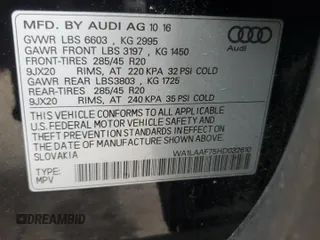 MFD. BY AUDI AG 10 16
GVWR LBS 6603 , KG 2995
GAWR FRONT LBS 3197 , KG 1450
FRONT-TIRES 285/45 R20
9JX20 RIMS, AT 220 KPA 32 PSI COLD
GAWR REAR LBS3803 , KG 1725
REAR-TIRES 285/45 R20
9JX20 RIMS, AT 240 KPA 35 PSI COLD
Audi
THIS VEHICLE CONFORMS TO ALL APPLICABLE
U.S. FEDERAL MOTOR VEHICLE SAFETY AND
THEFT PREVENTION STANDARDS IN EFFECT ON
THE DATE OF MANUFACTURE SHOWN ABOVE.
SLOVAKIA
WA1LAAF75HD032610
TYPE:
MPV
DREAMBID